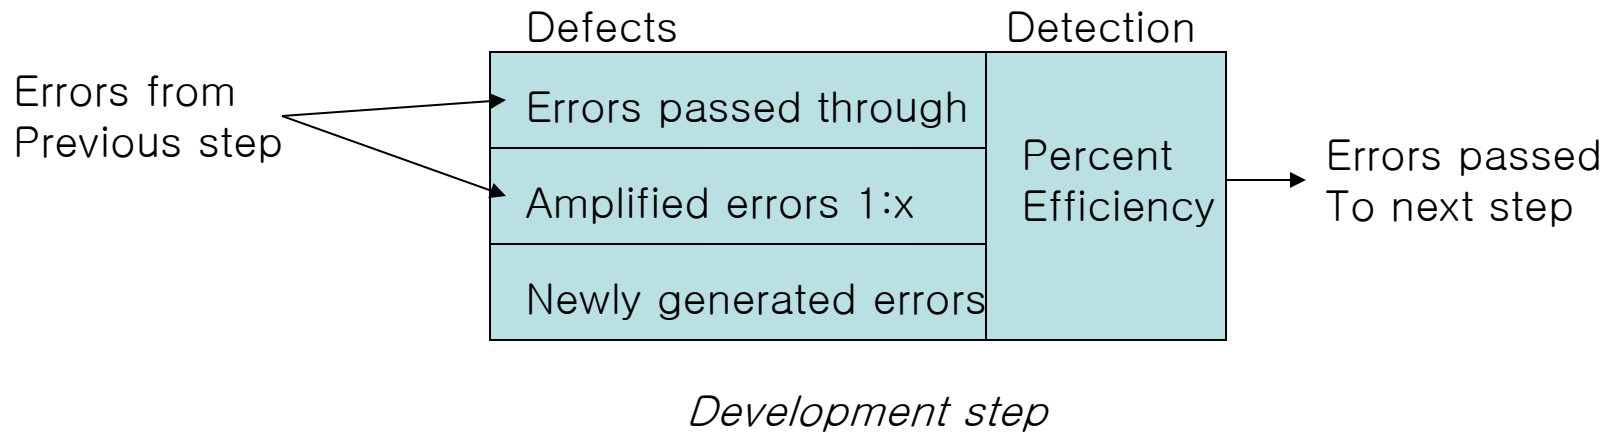 Defects
Detection
Errors from
Previous step
Errors passed through
Amplified errors 1:x
Newly generated errors
Percent
Efficiency
Errors passed
To next step
Development step